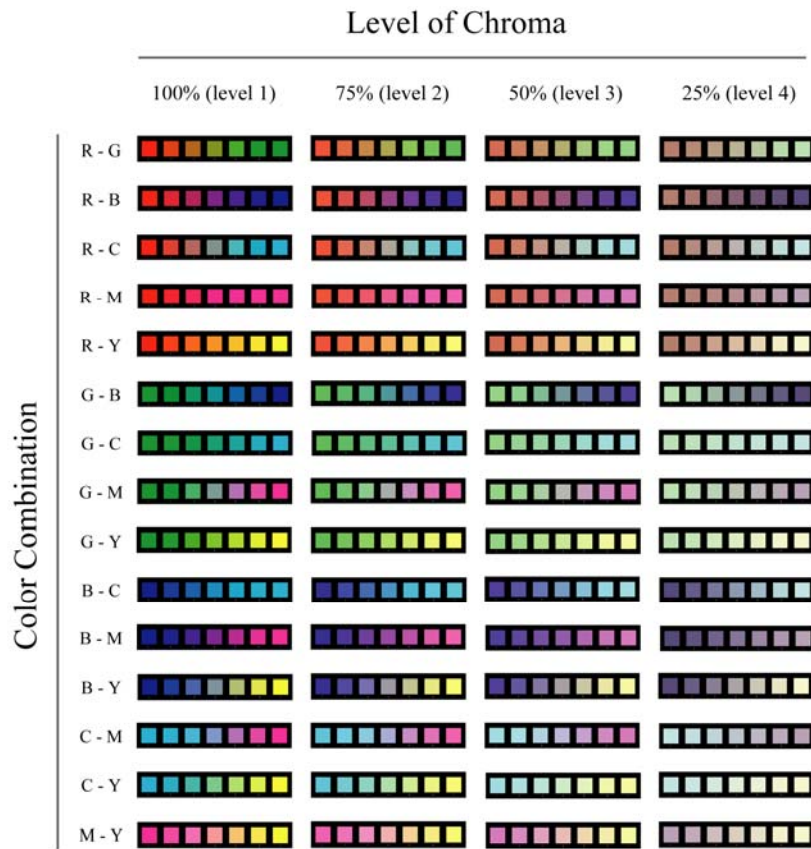 Level of Chroma
100% (level 1) 75% (level 2) 50% (level 3) 25% (level 4)
Color Combination
R - G
R - B
R - C
R - M
R - Y
G - B
G - C
G - M
G - Y
B - C
B - M
B - Y
C - M
C - Y
M - Y